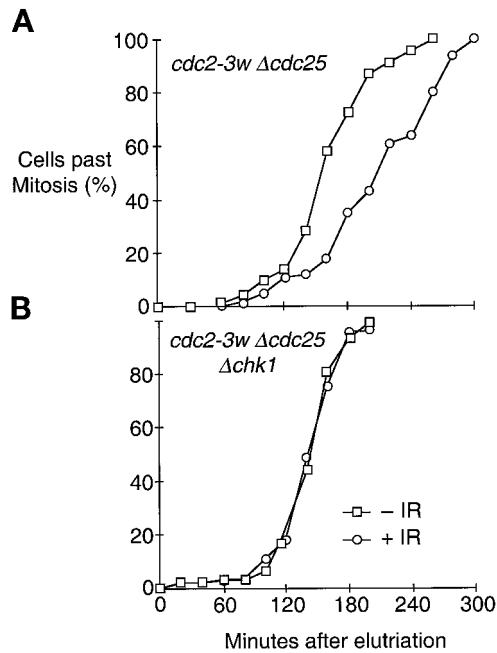 A
cdc2-3w Δcdc25
Cells past
Mitosis (%)
100
80
60
40
20
0
B
cdc2-3w Δcdc25
Δchk1
80
60
40
20
0
− IR
+ IR
0 60 120 180 240 300
Minutes after elutriation